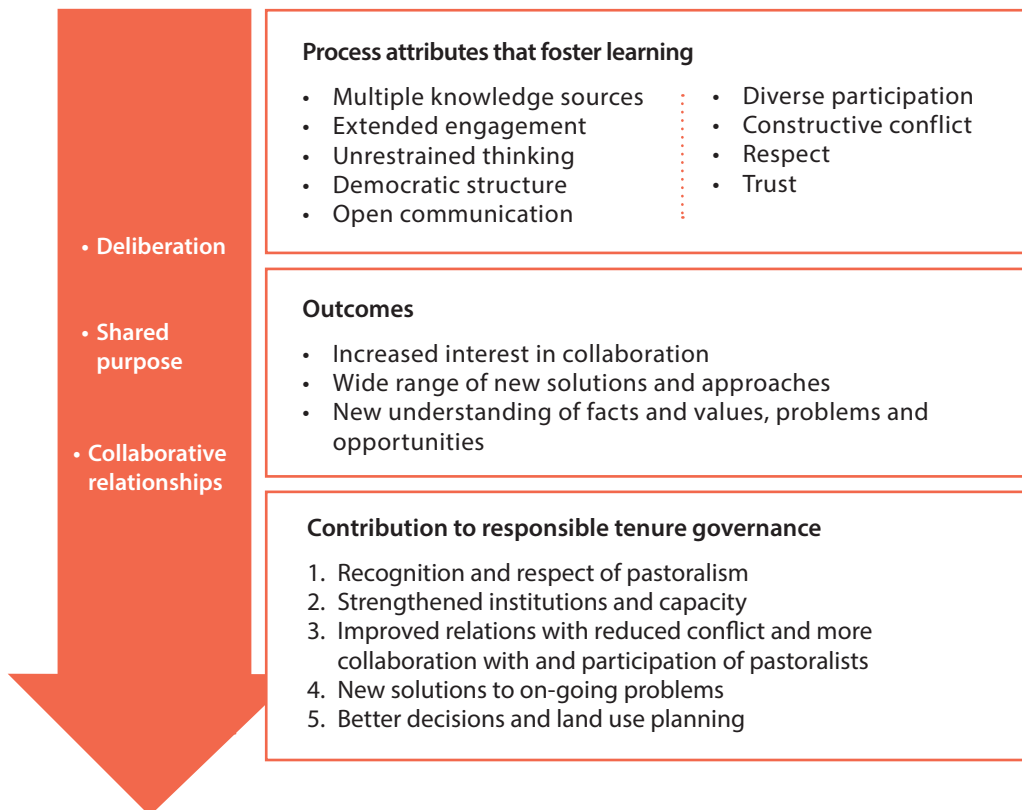 • Deliberation
• Shared
purpose
• Collaborative
relationships
Process attributes that foster learning
• Multiple knowledge sources
• Extended engagement
• Unrestrained thinking
• Democratic structure
• Open communication
• Diverse participation
• Constructive conflict
• Respect
• Trust
Outcomes
• Increased interest in collaboration
• Wide range of new solutions and approaches
• New understanding of facts and values, problems and
opportunities
Contribution to responsible tenure governance
1. Recognition and respect of pastoralism
2. Strengthened institutions and capacity
3. Improved relations with reduced conflict and more
collaboration with and participation of pastoralists
4. New solutions to on-going problems
5. Better decisions and land use planning